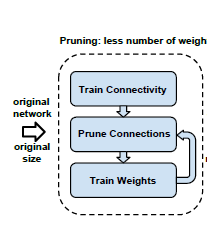 Pruning: less number of weigh
Train Connectivity
original
network
Prune Connections
original
size
Train Weights